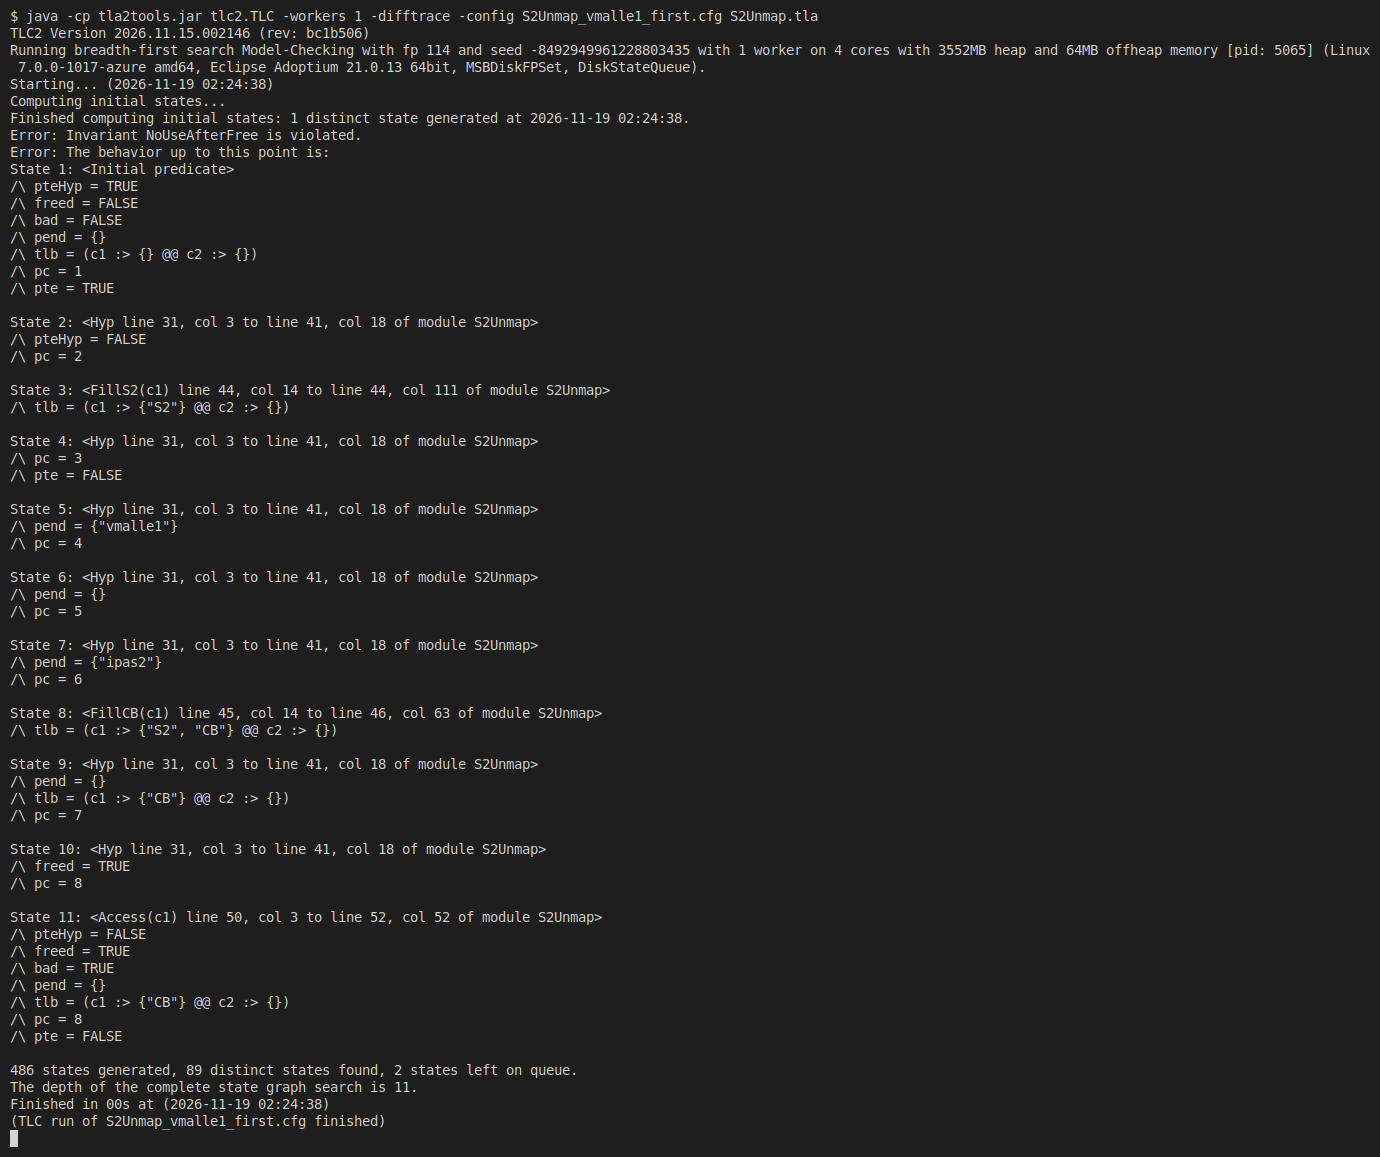 $ java -cp tla2tools.jar tlc2.TLC -workers 1 -difftrace -config S2Unmap_vmalle1_first.cfg S2Unmap.tla
TLC2 Version 2026.11.15.002146 (rev: bc1b506)
Running breadth-first search Model-Checking with fp 114 and seed -8492949961228803435 with 1 worker on 4 cores with 3552MB heap and 64MB offheap memory [pid: 5065] (Linux
 7.0.0-1017-azure amd64, Eclipse Adoptium 21.0.13 64bit, MSBDiskFPSet, DiskStateQueue).
Starting... (2026-11-19 02:24:38)
Computing initial states...
Finished computing initial states: 1 distinct state generated at 2026-11-19 02:24:38.
Error: Invariant NoUseAfterFree is violated.
Error: The behavior up to this point is:
State 1: <Initial predicate>
/\ pteHyp = TRUE
/\ freed = FALSE
/\ bad = FALSE
/\ pend = {}
/\ tlb = (c1 :> {} @@ c2 :> {})
/\ pc = 1
/\ pte = TRUE

State 2: <Hyp line 31, col 3 to line 41, col 18 of module S2Unmap>
/\ pteHyp = FALSE
/\ pc = 2

State 3: <FillS2(c1) line 44, col 14 to line 44, col 111 of module S2Unmap>
/\ tlb = (c1 :> {"S2"} @@ c2 :> {})

State 4: <Hyp line 31, col 3 to line 41, col 18 of module S2Unmap>
/\ pc = 3
/\ pte = FALSE

State 5: <Hyp line 31, col 3 to line 41, col 18 of module S2Unmap>
/\ pend = {"vmalle1"}
/\ pc = 4

State 6: <Hyp line 31, col 3 to line 41, col 18 of module S2Unmap>
/\ pend = {}
/\ pc = 5

State 7: <Hyp line 31, col 3 to line 41, col 18 of module S2Unmap>
/\ pend = {"ipas2"}
/\ pc = 6

State 8: <FillCB(c1) line 45, col 14 to line 46, col 63 of module S2Unmap>
/\ tlb = (c1 :> {"S2", "CB"} @@ c2 :> {})

State 9: <Hyp line 31, col 3 to line 41, col 18 of module S2Unmap>
/\ pend = {}
/\ tlb = (c1 :> {"CB"} @@ c2 :> {})
/\ pc = 7

State 10: <Hyp line 31, col 3 to line 41, col 18 of module S2Unmap>
/\ freed = TRUE
/\ pc = 8

State 11: <Access(c1) line 50, col 3 to line 52, col 52 of module S2Unmap>
/\ pteHyp = FALSE
/\ freed = TRUE
/\ bad = TRUE
/\ pend = {}
/\ tlb = (c1 :> {"CB"} @@ c2 :> {})
/\ pc = 8
/\ pte = FALSE

486 states generated, 89 distinct states found, 2 states left on queue.
The depth of the complete state graph search is 11.
Finished in 00s at (2026-11-19 02:24:38)
(TLC run of S2Unmap_vmalle1_first.cfg finished)